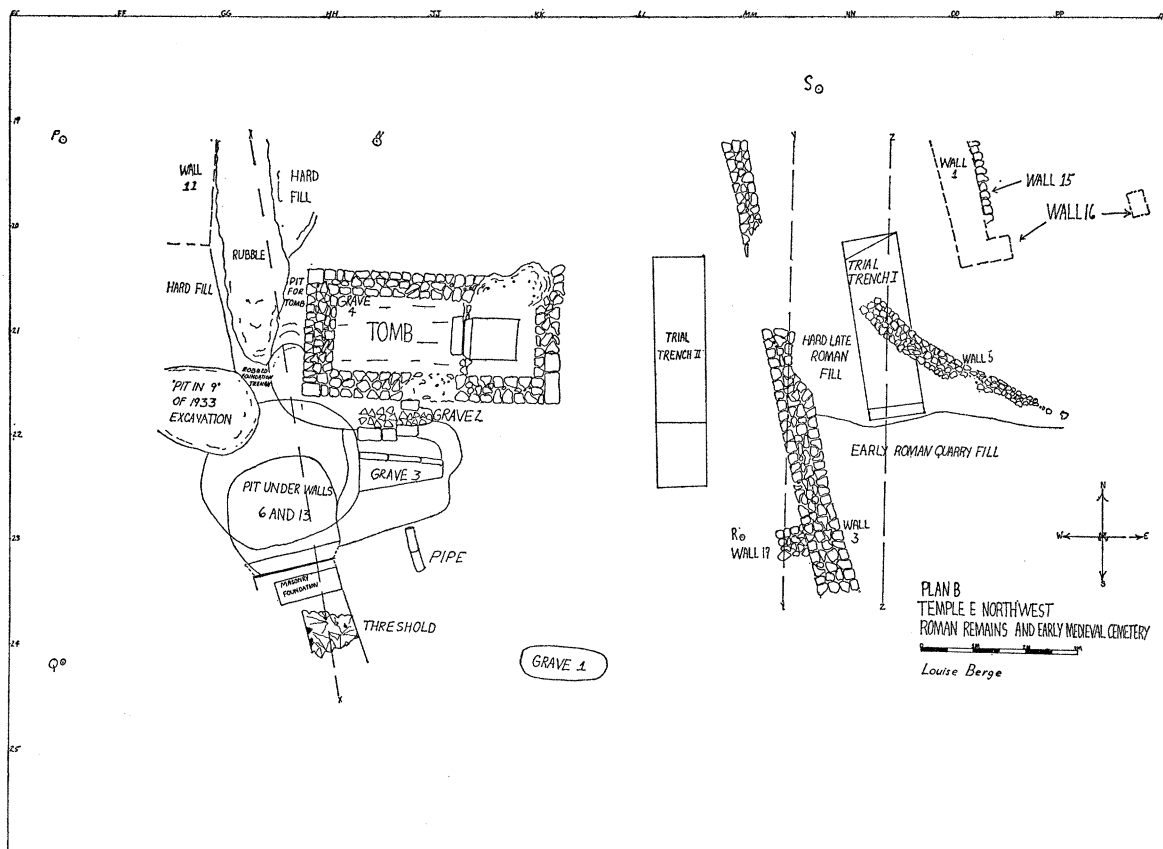 EE FF GG HH JJ KK LL MM NN OO PP
S
19
P
N
Y
Z
X
WALL
11
HARD
FILL
WALL
1
WALL 15
WALL 16
20
RUBBLE
HARD FILL
PIT
FOR
TOMB
GRAVE
4
TOMB
TRIAL
TRENCH I
21
TRIAL
TRENCH II
HARD LATE
ROMAN
FILL
WALL 5
ROBBED
FOUNDATION
TRENCH
"PIT IN 9"
OF 1933
EXCAVATION
GRAVE 2
22
EARLY ROMAN QUARRY FILL
GRAVE 3
PIT UNDER WALLS
6 AND 13
N
W E
S
23
R
WALL 17
WALL
3
PIPE
MASONRY
FOUNDATION
Y
Z
THRESHOLD
24
Q
GRAVE 1
X
PLAN B
TEMPLE E NORTHWEST
ROMAN REMAINS AND EARLY MEDIEVAL CEMETERY
Louise Berge
25